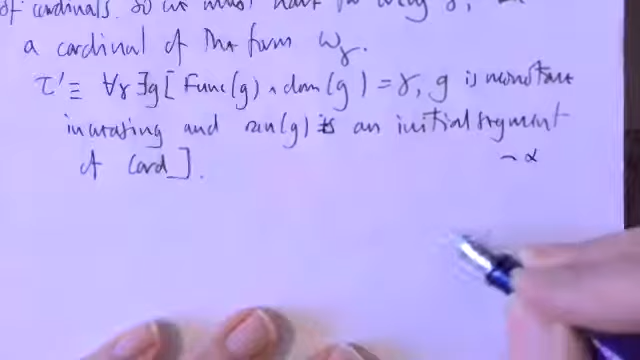 of cardinals. So we must have for every γ,
a cardinal of the form ω_γ.
τ' ≡ ∀γ ∃g [ Func(g) ∧ dom(g) = γ, g is monotone
increasing and ran(g) is an initial segment
of Card ].
~ α